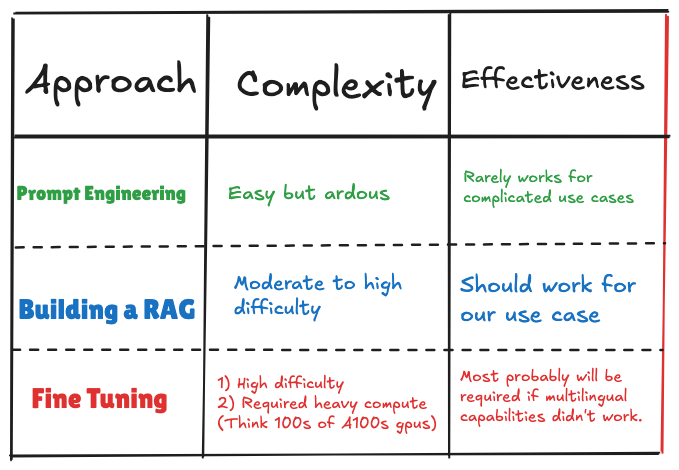 Approach
Complexity
Effectiveness
Prompt Engineering
Easy but ardous
Rarely works for
complicated use cases
Building a RAG
Moderate to high
difficulty
Should work for
our use case
Fine Tuning
1) High difficulty
2) Required heavy compute
(Think 100s of A100s gpus)
Most probably will be
required if multilingual
capabilities didn't work.